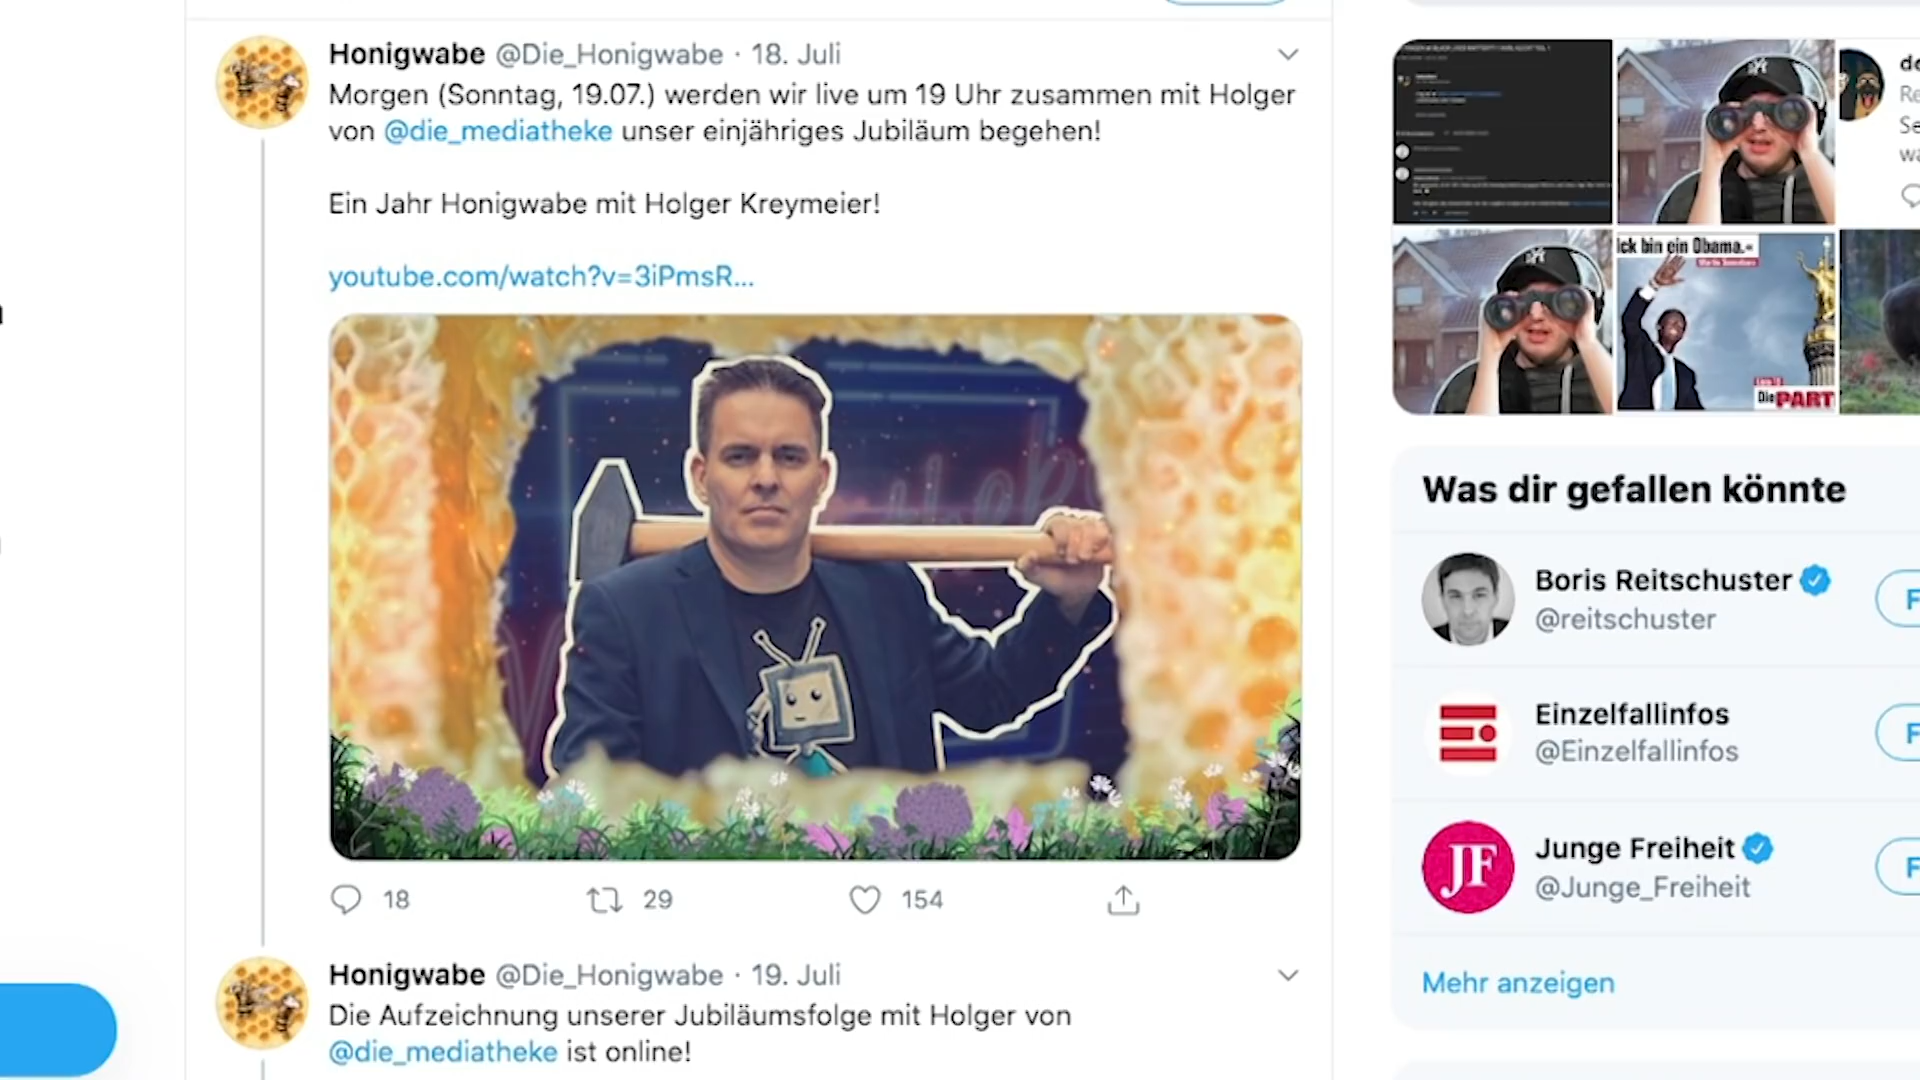 Honigwabe @Die_Honigwabe · 18. Juli
Morgen (Sonntag, 19.07.) werden wir live um 19 Uhr zusammen mit Holger
von @die_mediatheke unser einjähriges Jubiläum begehen!
Ein Jahr Honigwabe mit Holger Kreymeier!
youtube.com/watch?v=3iPmsR...
18 29 154
Honigwabe @Die_Honigwabe · 19. Juli
Die Aufzeichnung unserer Jubiläumsfolge mit Holger von
@die_mediatheke ist online!
Ick bin ein Obama.«
Die PARTEI
Was dir gefallen könnte
Boris Reitschuster
@reitschuster
F
Einzelfallinfos
@Einzelfallinfos
F
JF
Junge Freiheit
@Junge_Freiheit
F
Mehr anzeigen